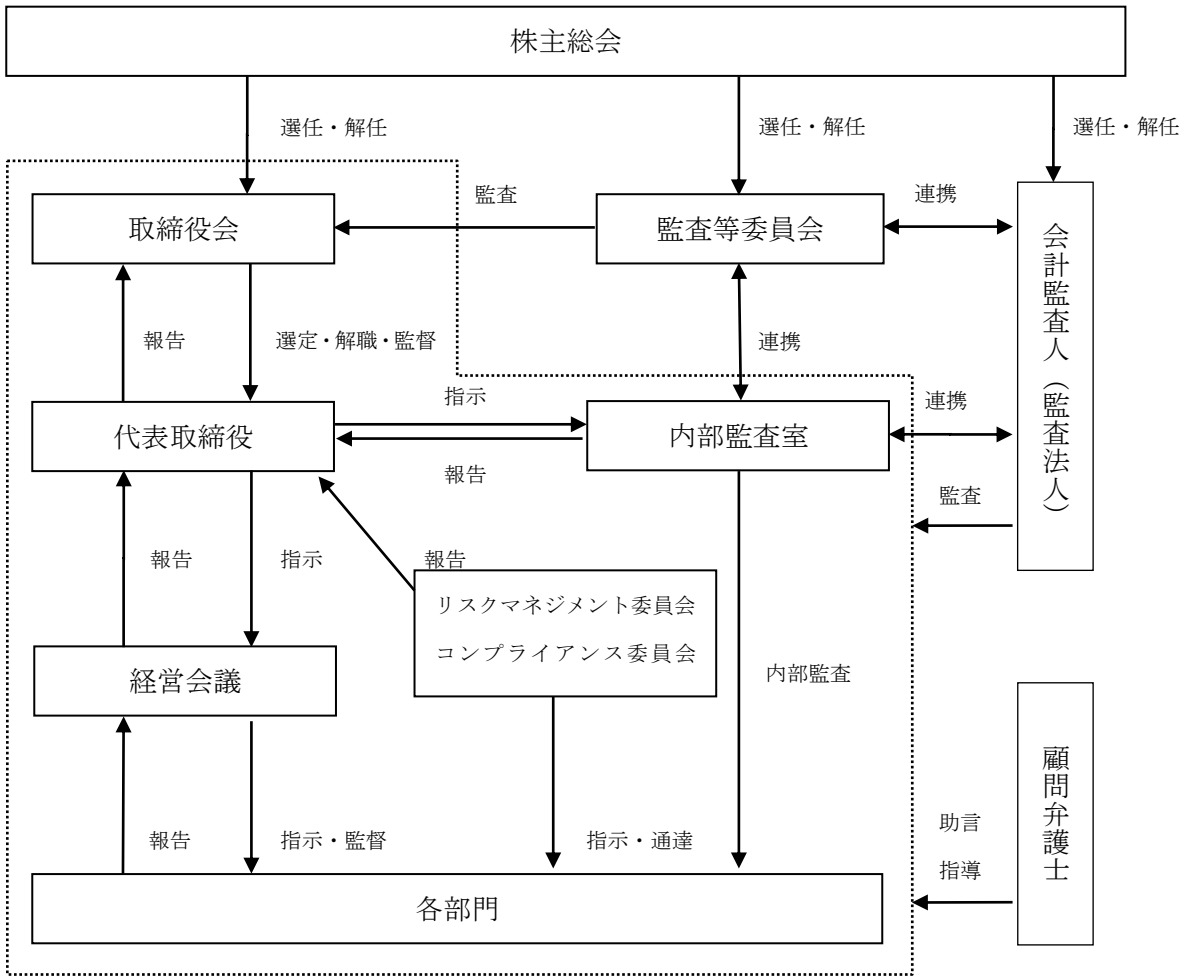 株主総会
選任・解任
選任・解任
選任・解任
取締役会
監査
監査等委員会
連携
会計監査人（監査法人）
報告
選定・解職・監督
連携
代表取締役
指示
報告
内部監査室
連携
監査
報告
指示
報告
リスクマネジメント委員会
コンプライアンス委員会
経営会議
内部監査
報告
指示・監督
指示・通達
助言
指導
顧問弁護士
各部門